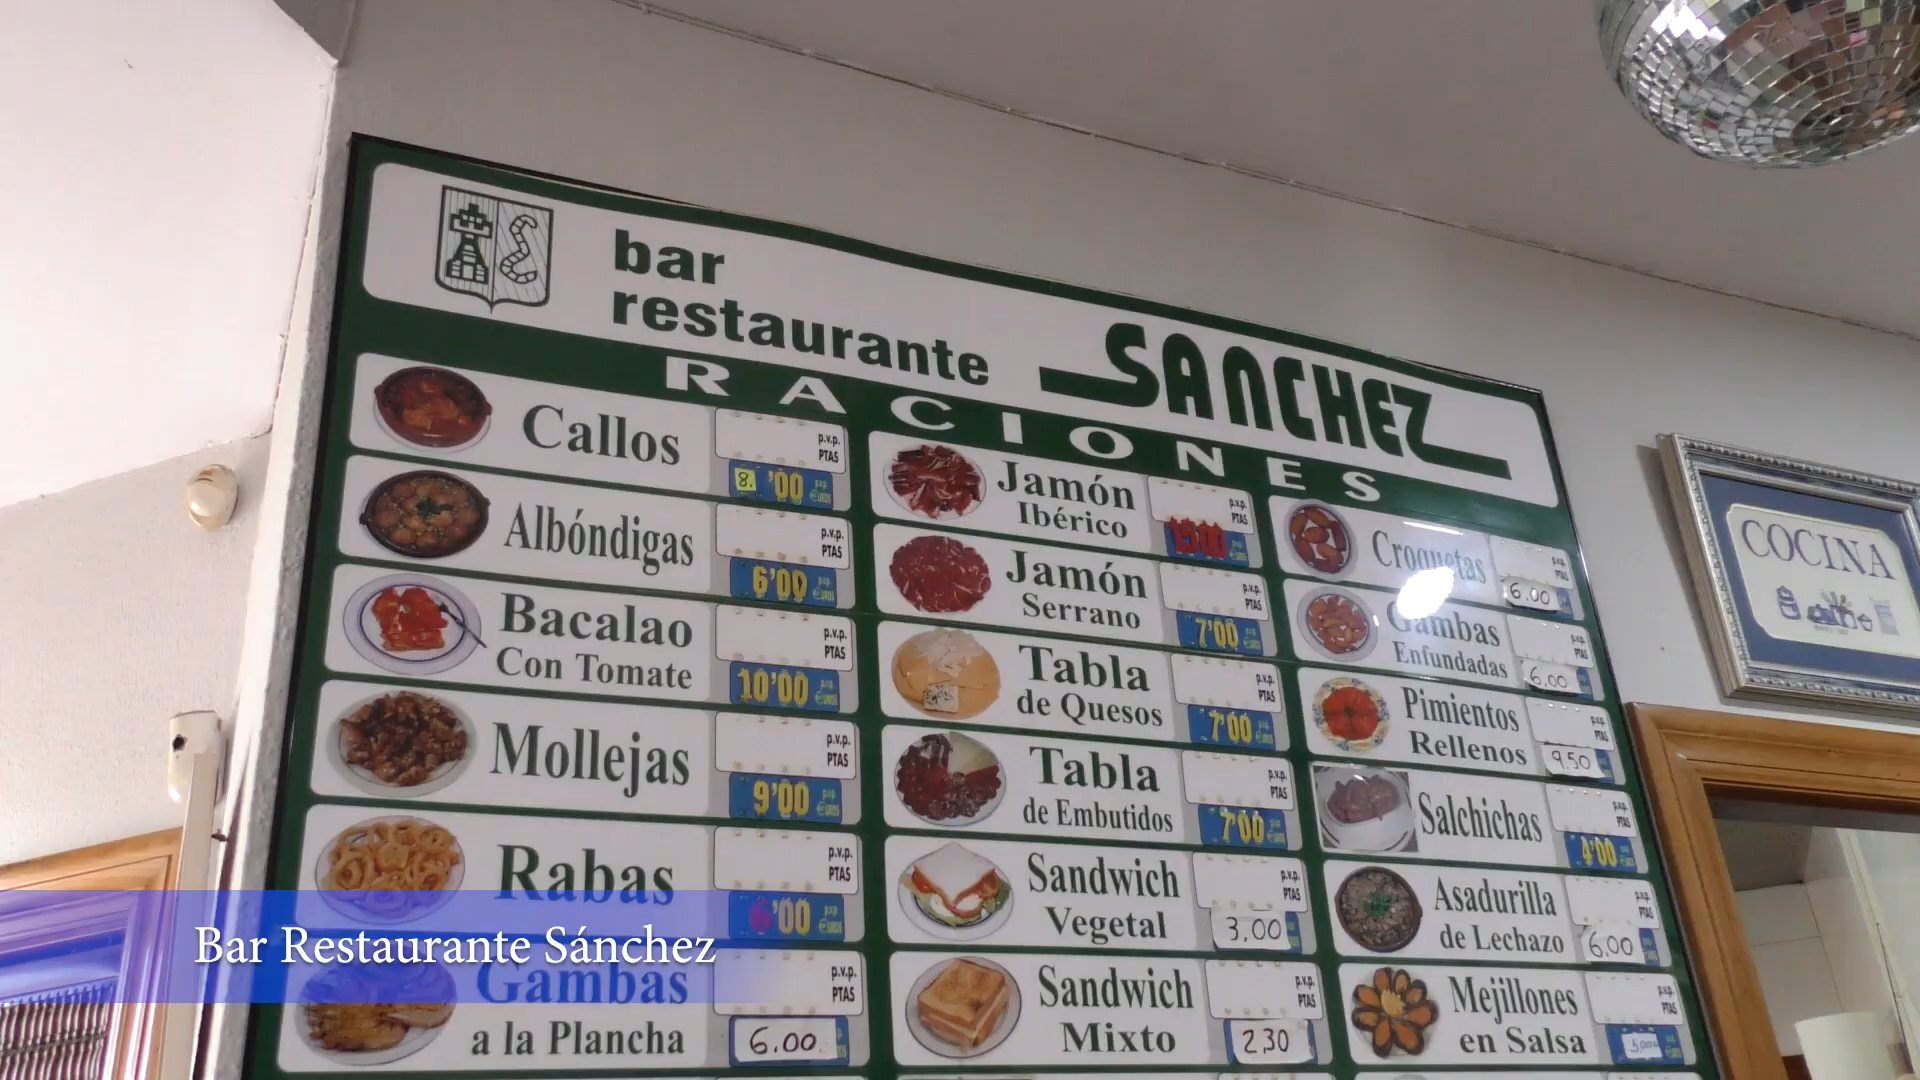 bar
restaurante
SANCHEZ
RACIONES
Callos
p.v.p.
PTAS
8.'00
Albóndigas
p.v.p.
PTAS
6'00
Bacalao
Con Tomate
p.v.p.
PTAS
10'00
Mollejas
p.v.p.
PTAS
9'00
Rabas
p.v.p.
PTAS
6'00
Gambas
a la Plancha
p.v.p.
PTAS
6.00
Jamón
Ibérico
p.v.p.
PTAS
15'00
Jamón
Serrano
p.v.p.
PTAS
7'00
Tabla
de Quesos
p.v.p.
PTAS
7'00
Tabla
de Embutidos
p.v.p.
PTAS
7'00
Sandwich
Vegetal
p.v.p.
PTAS
3,00
Sandwich
Mixto
p.v.p.
PTAS
2,30
Croquetas
p.v.p.
PTAS
6.00
Gambas
Enfundadas
p.v.p.
PTAS
6,00
Pimientos
Rellenos
p.v.p.
PTAS
9.50
Salchichas
p.v.p.
PTAS
4'00
Asadurilla
de Lechazo
p.v.p.
PTAS
6.00
Mejillones
en Salsa
p.v.p.
PTAS
COCINA
Bar Restaurante Sánchez